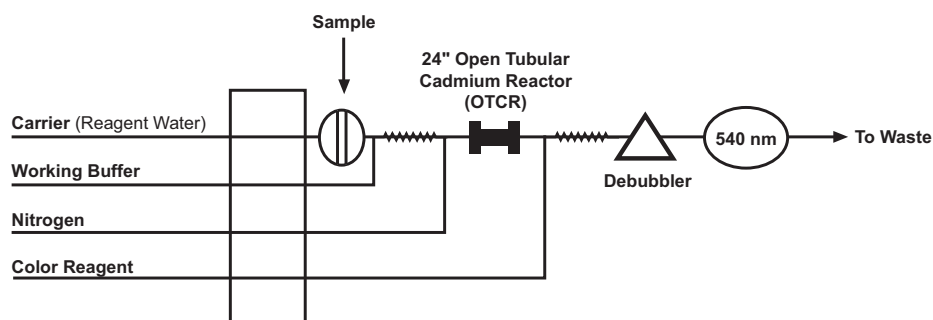 Sample
24" Open Tubular
Cadmium Reactor
(OTCR)
Carrier (Reagent Water)
540 nm
To Waste
Working Buffer
Debubbler
Nitrogen
Color Reagent